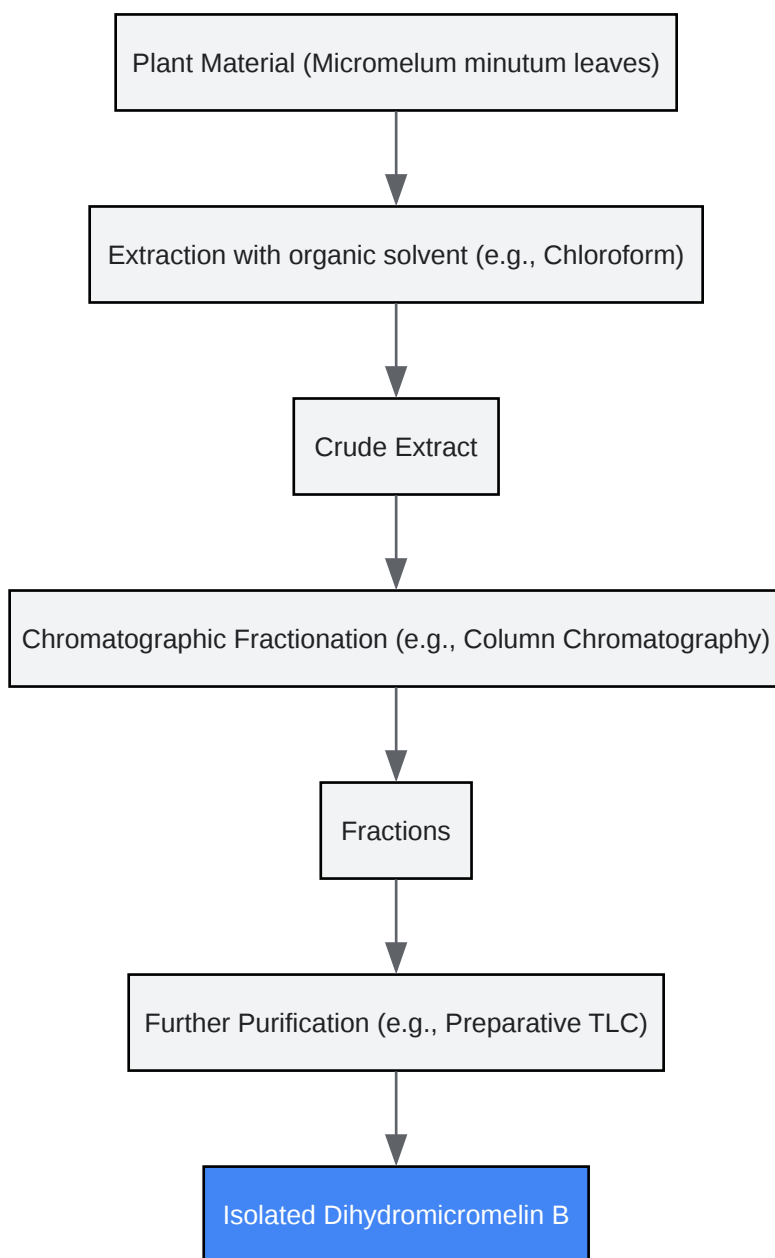 Plant Material (Micromelum minutum leaves)
Extraction with organic solvent (e.g., Chloroform)
Crude Extract
Chromatographic Fractionation (e.g., Column Chromatography)
Fractions
Further Purification (e.g., Preparative TLC)
Isolated Dihydromicromelin B